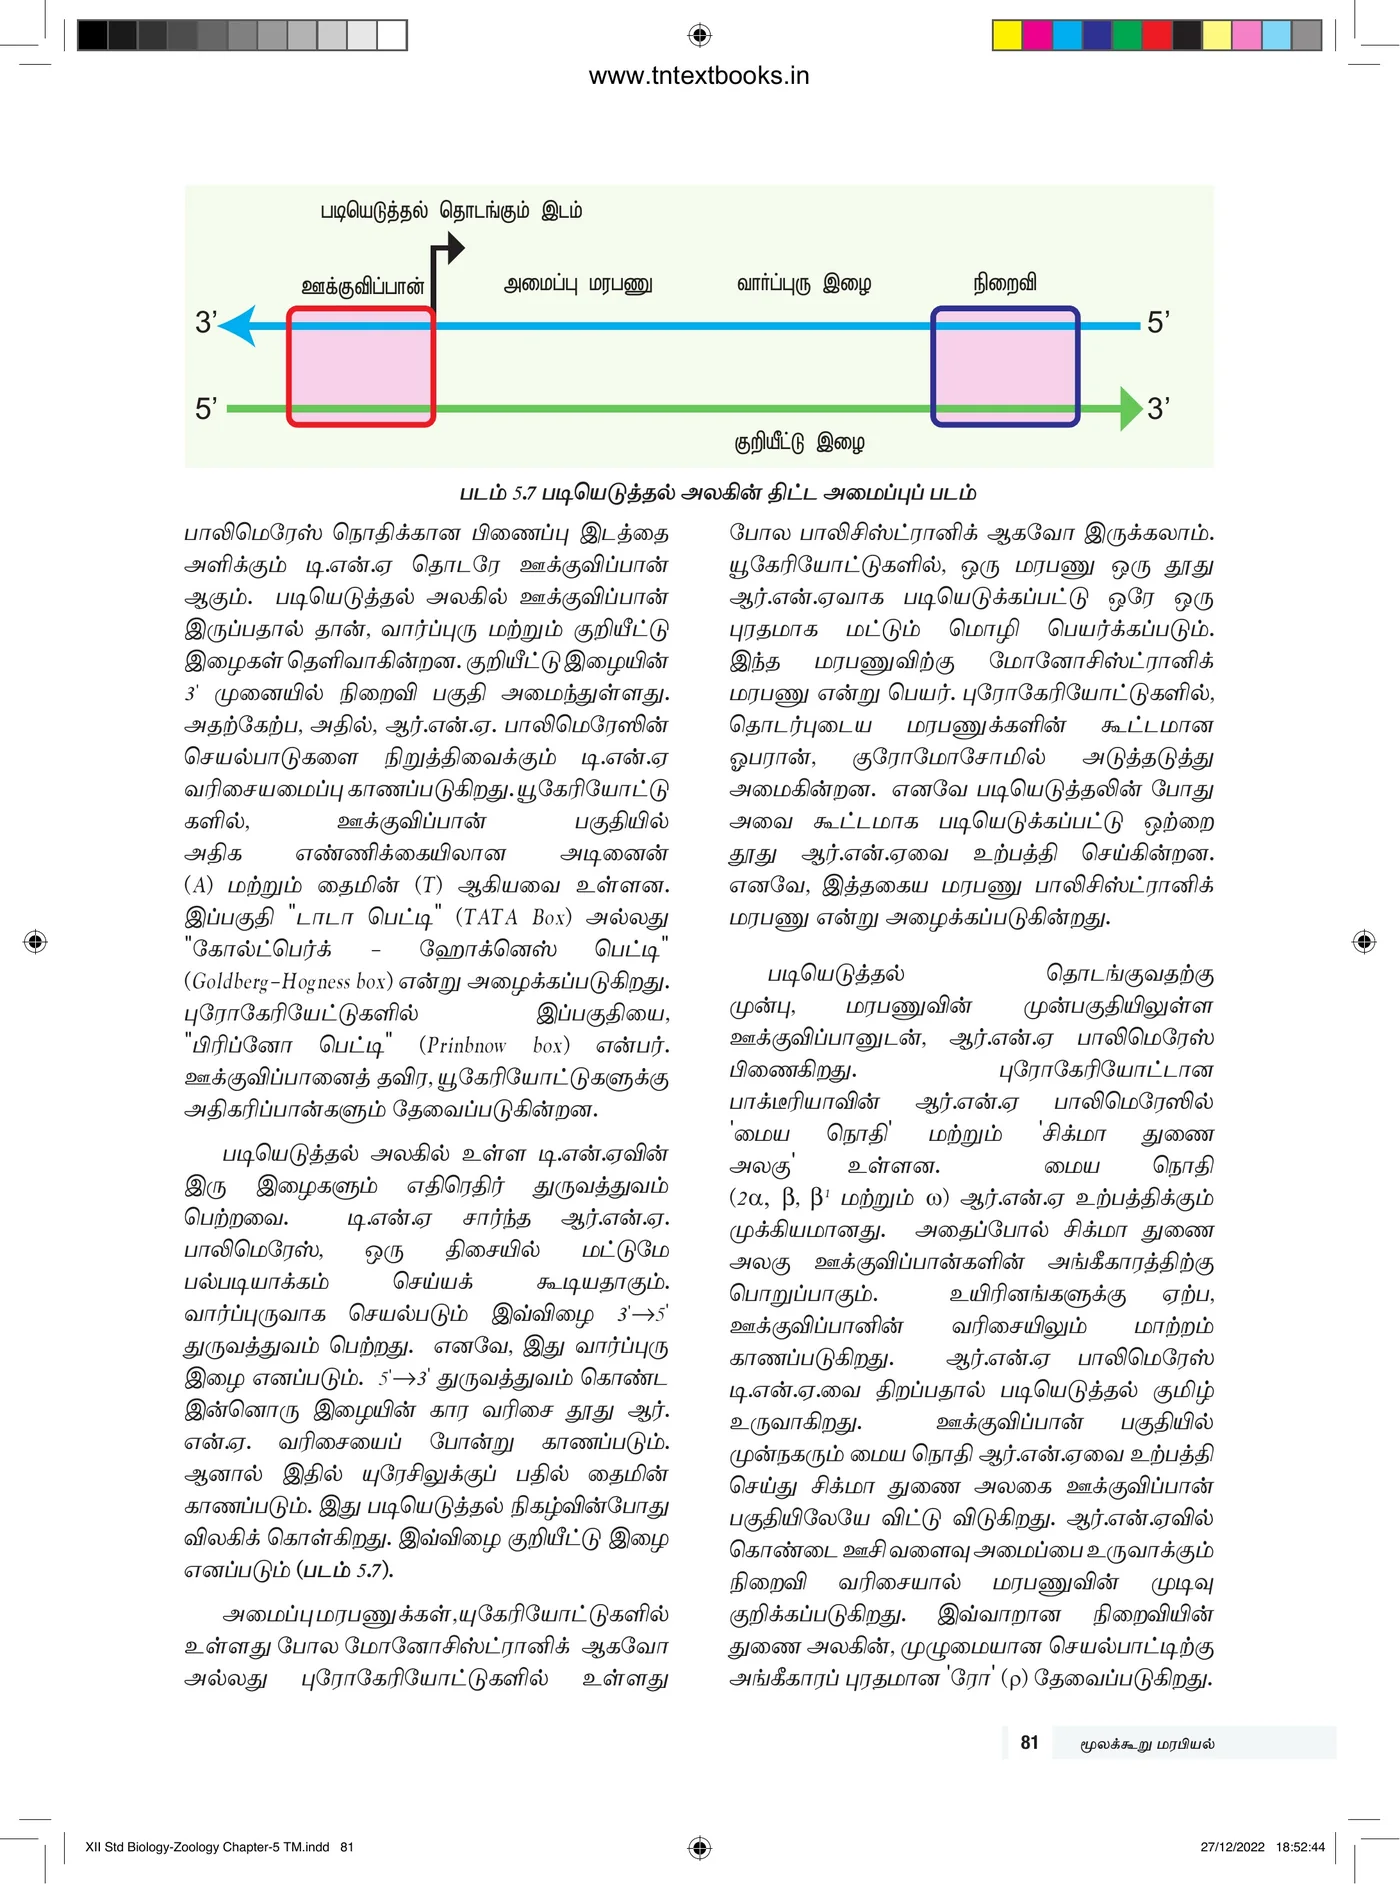 www.tntextbooks.in
படியெடுத்தல் தொடங்கும் இடம்
ஊக்குவிப்பான்
அமைப்பு மரபணு
வார்ப்புரு இழை
நிறைவி
3’
5’
5’
3’
குறியீட்டு இழை
படம் 5.7 படியெடுத்தல் அலகின் திட்ட அமைப்புப் படம்
பாலிமெரேஸ் நொதிக்கான பிணைப்பு இடத்தை
அளிக்கும் டி.என்.ஏ தொடரே ஊக்குவிப்பான்
ஆகும். படியெடுத்தல் அலகில் ஊக்குவிப்பான்
இருப்பதால் தான், வார்ப்புரு மற்றும் குறியீட்டு
இழைகள் தெளிவாகின்றன. குறியீட்டு இழையின்
3' முனையில் நிறைவி பகுதி அமைந்துள்ளது.
அதற்கேற்ப, அதில், ஆர்.என்.ஏ. பாலிமெரேஸின்
செயல்பாடுகளை நிறுத்திவைக்கும் டி.என்.ஏ
வரிசையமைப்பு காணப்படுகிறது. யூகேரியோட்டு
களில், ஊக்குவிப்பான் பகுதியில்
அதிக எண்ணிக்கையிலான அடினைன்
(A) மற்றும் தைமின் (T) ஆகியவை உள்ளன.
இப்பகுதி "டாடா பெட்டி" (TATA Box) அல்லது
"கோல்ட்பெர்க் – ஹோக்னெஸ் பெட்டி"
(Goldberg-Hogness box) என்று அழைக்கப்படுகிறது.
புரோகேரியேட்டுகளில் இப்பகுதியை,
"பிரிப்னோ பெட்டி" (Prinbnow box) என்பர்.
ஊக்குவிப்பானைத் தவிர, யூகேரியோட்டுகளுக்கு
அதிகரிப்பான்களும் தேவைப்படுகின்றன.
படியெடுத்தல் அலகில் உள்ள டி.என்.ஏவின்
இரு இழைகளும் எதிரெதிர் துருவத்துவம்
பெற்றவை. டி.என்.ஏ சார்ந்த ஆர்.என்.ஏ.
பாலிமெரேஸ், ஒரு திசையில் மட்டுமே
பல்படியாக்கம் செய்யக் கூடியதாகும்.
வார்ப்புருவாக செயல்படும் இவ்விழை 3'→5'
துருவத்துவம் பெற்றது. எனவே, இது வார்ப்புரு
இழை எனப்படும். 5'→3' துருவத்துவம் கொண்ட
இன்னொரு இழையின் கார வரிசை தூது ஆர்.
என்.ஏ. வரிசையைப் போன்று காணப்படும்.
ஆனால் இதில் யுரேசிலுக்குப் பதில் தைமின்
காணப்படும். இது படியெடுத்தல் நிகழ்வின்போது
விலகிக் கொள்கிறது. இவ்விழை குறியீட்டு இழை
எனப்படும் (படம் 5.7).
அமைப்பு மரபணுக்கள் ,யுகேரியோட்டுகளில்
உள்ளது போல மோனோசிஸ்ட்ரானிக் ஆகவோ
அல்லது புரோகேரியோட்டுகளில் உள்ளது
போல பாலிசிஸ்ட்ரானிக் ஆகவோ இருக்கலாம்.
யூகேரியோட்டுகளில், ஒரு மரபணு ஒரு தூது
ஆர்.என்.ஏவாக படியெடுக்கப்பட்டு ஒரே ஒரு
புரதமாக மட்டும் மொழி பெயர்க்கப்படும்.
இந்த மரபணுவிற்கு மோனோசிஸ்ட்ரானிக்
மரபணு என்று பெயர். புரோகேரியோட்டுகளில்,
தொடர்புடைய மரபணுக்களின் கூட்டமான
ஓபரான், குரோமோசோமில் அடுத்தடுத்து
அமைகின்றன. எனவே படியெடுத்தலின் போது
அவை கூட்டமாக படியெடுக்கப்பட்டு ஒற்றை
தூது ஆர்.என்.ஏவை உற்பத்தி செய்கின்றன.
எனவே, இத்தகைய மரபணு பாலிசிஸ்ட்ரானிக்
மரபணு என்று அழைக்கப்படுகின்றது.
படியெடுத்தல் தொடங்குவதற்கு
முன்பு, மரபணுவின் முன்பகுதியிலுள்ள
ஊக்குவிப்பானுடன், ஆர்.என்.ஏ பாலிமெரேஸ்
பிணைகிறது. புரோகேரியோட்டான
பாக்டீரியாவின் ஆர்.என்.ஏ பாலிமெரேஸில்
'மைய நொதி' மற்றும் 'சிக்மா துணை
அலகு' உள்ளன. மைய நொதி
(2α, β, β¹ மற்றும் ω) ஆர்.என்.ஏ உற்பத்திக்கும்
முக்கியமானது. அதைப்போல் சிக்மா துணை
அலகு ஊக்குவிப்பான்களின் அங்கீகாரத்திற்கு
பொறுப்பாகும். உயிரினங்களுக்கு ஏற்ப,
ஊக்குவிப்பானின் வரிசையிலும் மாற்றம்
காணப்படுகிறது. ஆர்.என்.ஏ பாலிமெரேஸ்
டி.என்.ஏ.வை திறப்பதால் படியெடுத்தல் குமிழ்
உருவாகிறது. ஊக்குவிப்பான் பகுதியில்
முன்நகரும் மைய நொதி ஆர்.என்.ஏவை உற்பத்தி
செய்து சிக்மா துணை அலகை ஊக்குவிப்பான்
பகுதியிலேயே விட்டு விடுகிறது. ஆர்.என்.ஏவில்
கொண்டை ஊசி வளைவு அமைப்பை உருவாக்கும்
நிறைவி வரிசையால் மரபணுவின் முடிவு
குறிக்கப்படுகிறது. இவ்வாறான நிறைவியின்
துணை அலகின், முழுமையான செயல்பாட்டிற்கு
அங்கீகாரப் புரதமான 'ரோ' (ρ) தேவைப்படுகிறது.
81 மூலக்கூறு மரபியல்
XII Std Biology-Zoology Chapter-5 TM.indd 81
27/12/2022 18:52:44